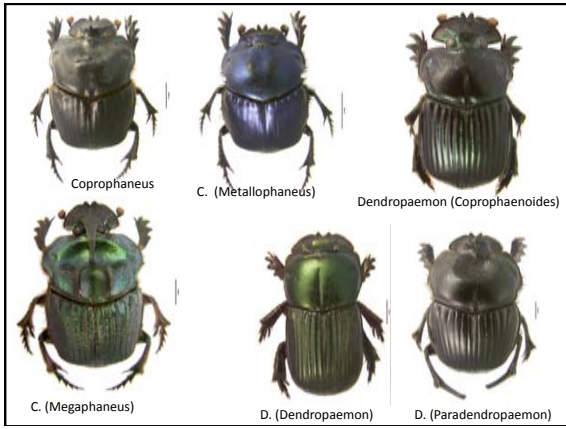 Coprophaneus
C. (Metallophaneus)
Dendropaemon (Coprophaenoides)
C. (Megaphaneus)
D. (Dendropaemon)
D. (Paradendropaemon)